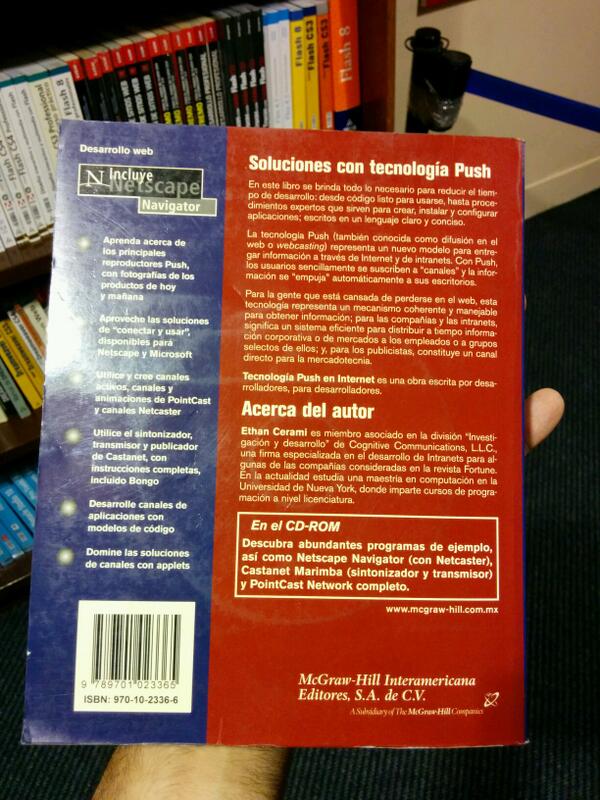 Flash 8
Flash CS3
Flash CS3
Flash 8
Flash CS4
Desarrollo web
N Incluye
Netscape
Navigator
Aprenda acerca de
los principales
reproductores Push,
con fotografías de los
productos de hoy
y mañana
Aproveche las soluciones
de “conectar y usar”,
disponibles para
Netscape y Microsoft
Utilice y cree canales
activos, canales y
animaciones de PointCast
y canales Netcaster
Utilice el sintonizador,
transmisor y publicador
de Castanet, con
instrucciones completas,
incluido Bongo
Desarrolle canales de
aplicaciones con
modelos de código
Domine las soluciones
de canales con applets
9 789701 023365
ISBN: 970-10-2336-6
Soluciones con tecnología Push
En este libro se brinda todo lo necesario para reducir el tiem-
po de desarrollo: desde código listo para usarse, hasta proce-
dimientos expertos que sirven para crear, instalar y configurar
aplicaciones; escritos en un lenguaje claro y conciso.
La tecnología Push (también conocida como difusión en el
web o webcasting) representa un nuevo modelo para entre-
gar información a través de Internet y de intranets. Con Push,
los usuarios sencillamente se suscriben a “canales” y la infor-
mación se “empuja” automáticamente a sus escritorios.
Para la gente que está cansada de perderse en el web, esta
tecnología representa un mecanismo coherente y manejable
para obtener información; para las compañías y las intranets,
significa un sistema eficiente para distribuir a tiempo informa-
ción corporativa o de mercados a los empleados o a grupos
selectos de ellos; y, para los publicistas, constituye un canal
directo para la mercadotecnia.
Tecnología Push en Internet es una obra escrita por desa-
rrolladores, para desarrolladores.
Acerca del autor
Ethan Cerami es miembro asociado en la división “Investi-
gación y desarrollo” de Cognitive Communications, L.L.C.,
una firma especializada en el desarrollo de Intranets para al-
gunas de las compañías consideradas en la revista Fortune.
En la actualidad estudia una maestría en computación en la
Universidad de Nueva York, donde imparte cursos de progra-
mación a nivel licenciatura.
En el CD-ROM
Descubra abundantes programas de ejemplo,
así como Netscape Navigator (con Netcaster),
Castanet Marimba (sintonizador y transmisor)
y PointCast Network completo.
www.mcgraw-hill.com.mx
McGraw-Hill Interamericana
Editores, S.A. de C.V.
A Subsidiary of The McGraw-Hill Companies